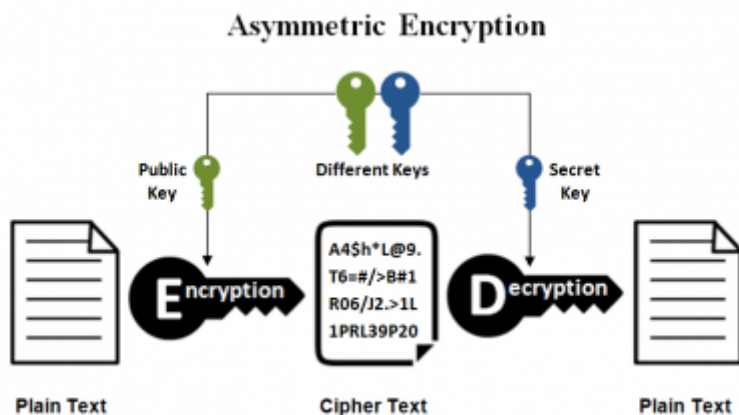 Asymmetric Encryption
Public
Key
Different Keys
Secret
Key
A4$h*L@9.
T6=#/>B#1
R06/J2.>1L
1PRL39P20
Encryption
Decryption
Plain Text
Cipher Text
Plain Text